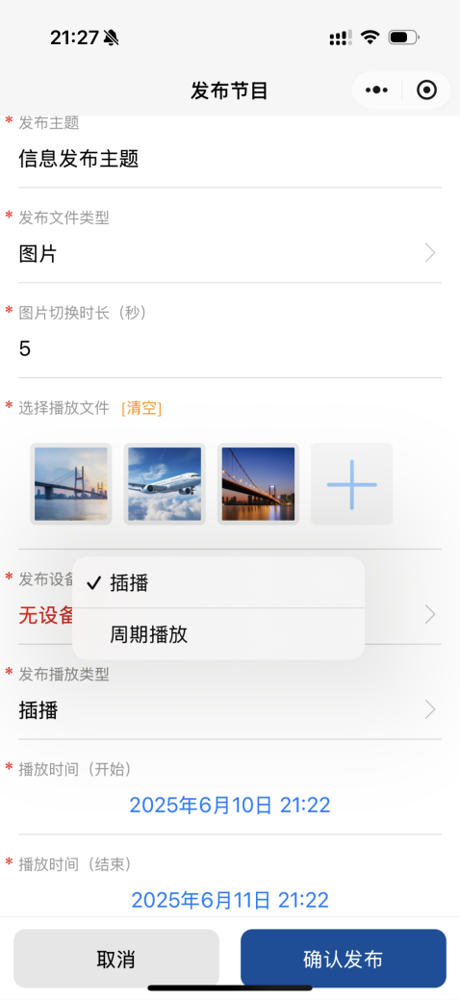 21:27
发布节目
* 发布主题
信息发布主题
* 发布文件类型
图片
* 图片切换时长（秒）
5
* 选择播放文件 [清空]
* 发布设备
无设备
插播
周期播放
* 发布播放类型
插播
* 播放时间（开始）
2025年6月10日 21:22
* 播放时间（结束）
2025年6月11日 21:22
取消
确认发布